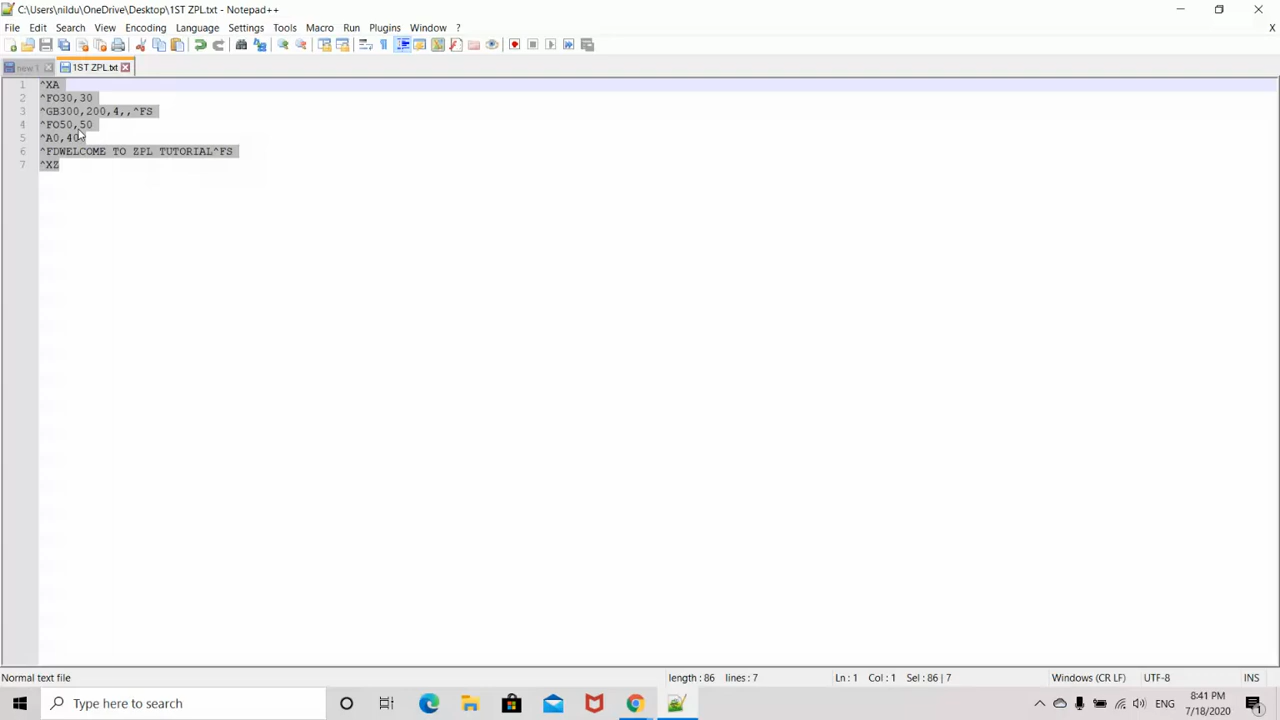 C:\Users\nildu\OneDrive\Desktop\1ST ZPL.txt - Notepad++
File Edit Search View Encoding Language Settings Tools Macro Run Plugins Window ?
X
new 1
1ST ZPL.txt
1 ^XA
2 ^FO30,30
3 ^GB300,200,4,,^FS
4 ^FO50,50
5 ^A0,40
6 ^FDWELCOME TO ZPL TUTORIAL^FS
7 ^XZ
Normal text file
length : 86 lines : 7
Ln : 1 Col : 1 Sel : 86 | 7
Windows (CR LF)
UTF-8
INS
Type here to search
ENG
8:41 PM
7/18/2020
1